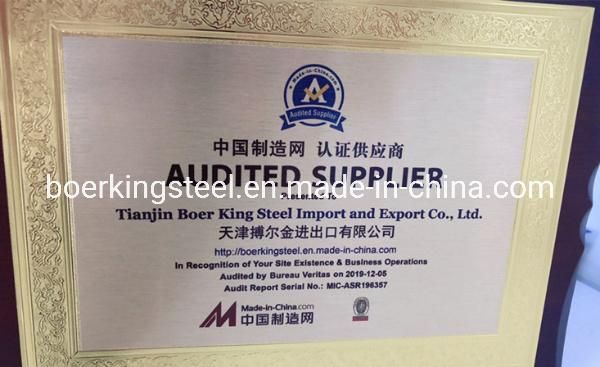 Made-in-China.com
Audited Supplier
中国制造网 认证供应商
AUDITED SUPPLIER
boerkingsteel.en.made-in-china.com
Tianjin Boer King Steel Import and Export Co., Ltd.
天津搏尔金进出口有限公司
http://boerkingsteel.en.made-in-china.com
In Recognition of Your Site Existence & Business Operations
Audited by Bureau Veritas on 2019-12-05
Audit Report Serial No.: MIC-ASR196357
Made-in-China.com
中国制造网